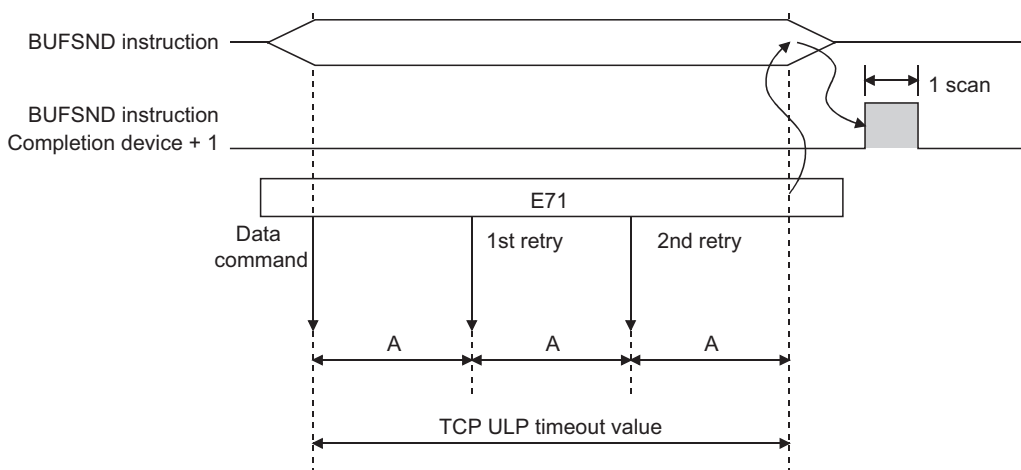 BUFSND instruction
1 scan
BUFSND instruction
Completion device + 1
E71
Data
command
1st retry
2nd retry
A
A
A
TCP ULP timeout value